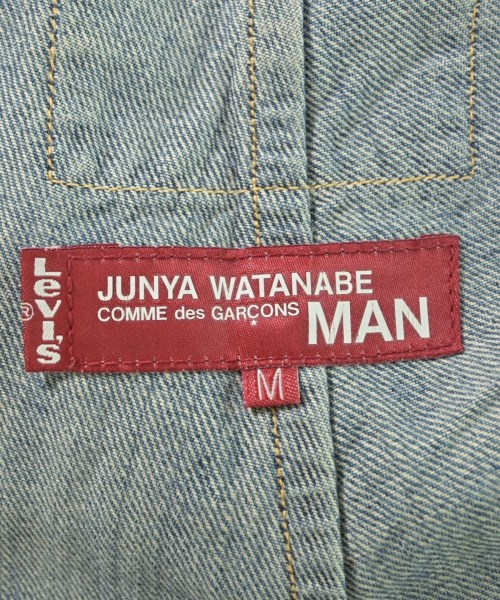 Levi's
®
JUNYA WATANABE
COMME des GARÇONS
MAN
M